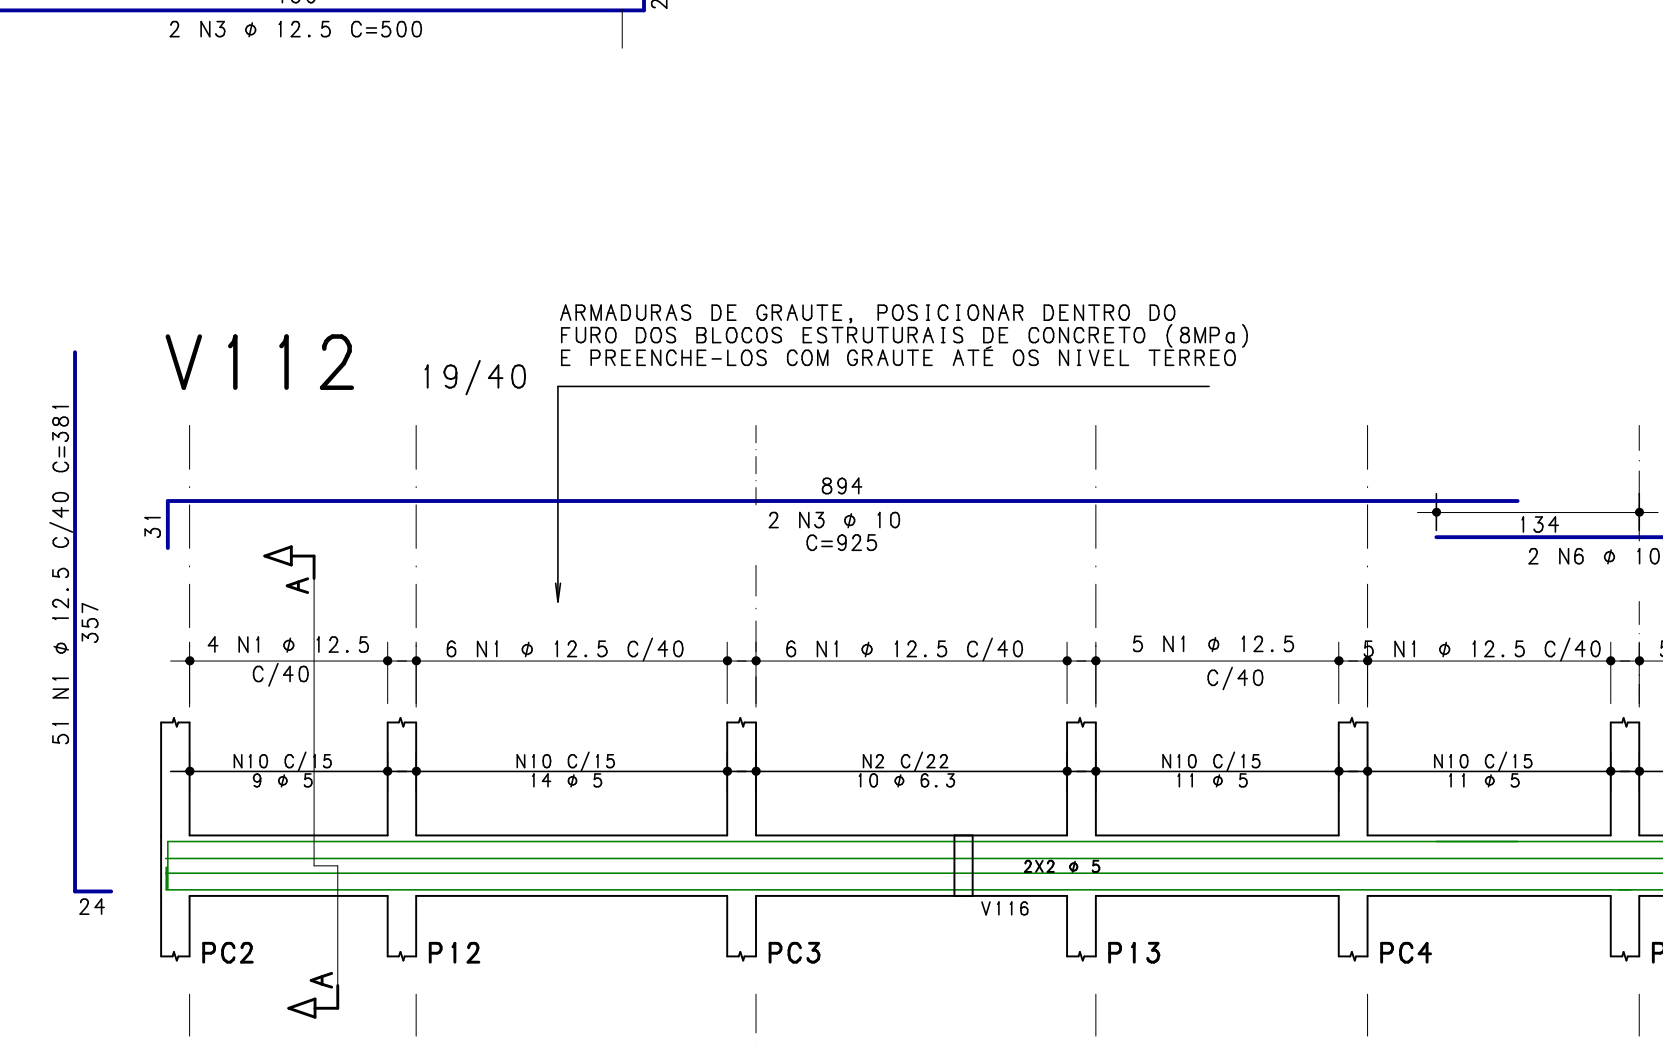 2 N3 ϕ 12.5 C=500
ARMADURAS DE GRAUTE, POSICIONAR DENTRO DO
FURO DOS BLOCOS ESTRUTURAIS DE CONCRETO (8MPa)
E PREENCHE-LOS COM GRAUTE ATÉ OS NIVEL TERREO
V112
19/40
51 N1 ϕ 12.5 C/40 C=381
357
24
894
31
2 N3 ϕ 10
C=925
134
2 N6 ϕ 10
A
4 N1 ϕ 12.5
C/40
6 N1 ϕ 12.5 C/40
6 N1 ϕ 12.5 C/40
5 N1 ϕ 12.5
C/40
5 N1 ϕ 12.5 C/40
N10 C/15
9 ϕ 5
N10 C/15
14 ϕ 5
N2 C/22
10 ϕ 6.3
N10 C/15
11 ϕ 5
N10 C/15
11 ϕ 5
2X2 ϕ 5
V116
PC2
P12
PC3
P13
PC4
A